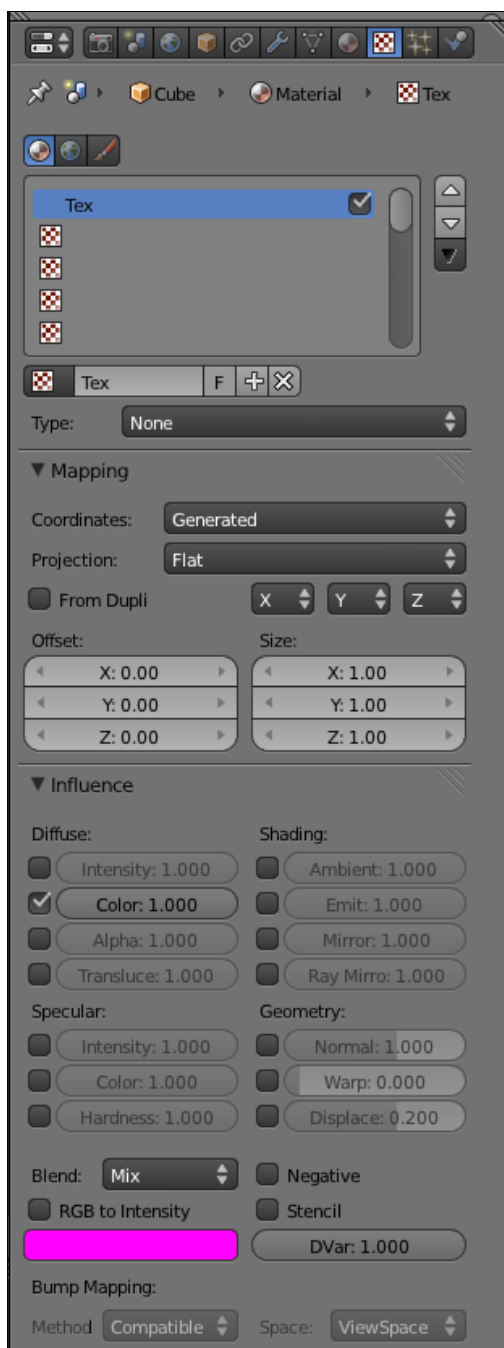 Cube Material Tex
Tex
Tex F
Type: None
Mapping
Coordinates: Generated
Projection: Flat
From Dupli X Y Z
Offset: Size:
X: 0.00 X: 1.00
Y: 0.00 Y: 1.00
Z: 0.00 Z: 1.00
Influence
Diffuse: Shading:
Intensity: 1.000 Ambient: 1.000
Color: 1.000 Emit: 1.000
Alpha: 1.000 Mirror: 1.000
Transluce: 1.000 Ray Mirro: 1.000
Specular: Geometry:
Intensity: 1.000 Normal: 1.000
Color: 1.000 Warp: 0.000
Hardness: 1.000 Displace: 0.200
Blend: Mix Negative
RGB to Intensity Stencil
DVar: 1.000
Bump Mapping:
Method Compatible Space: ViewSpace